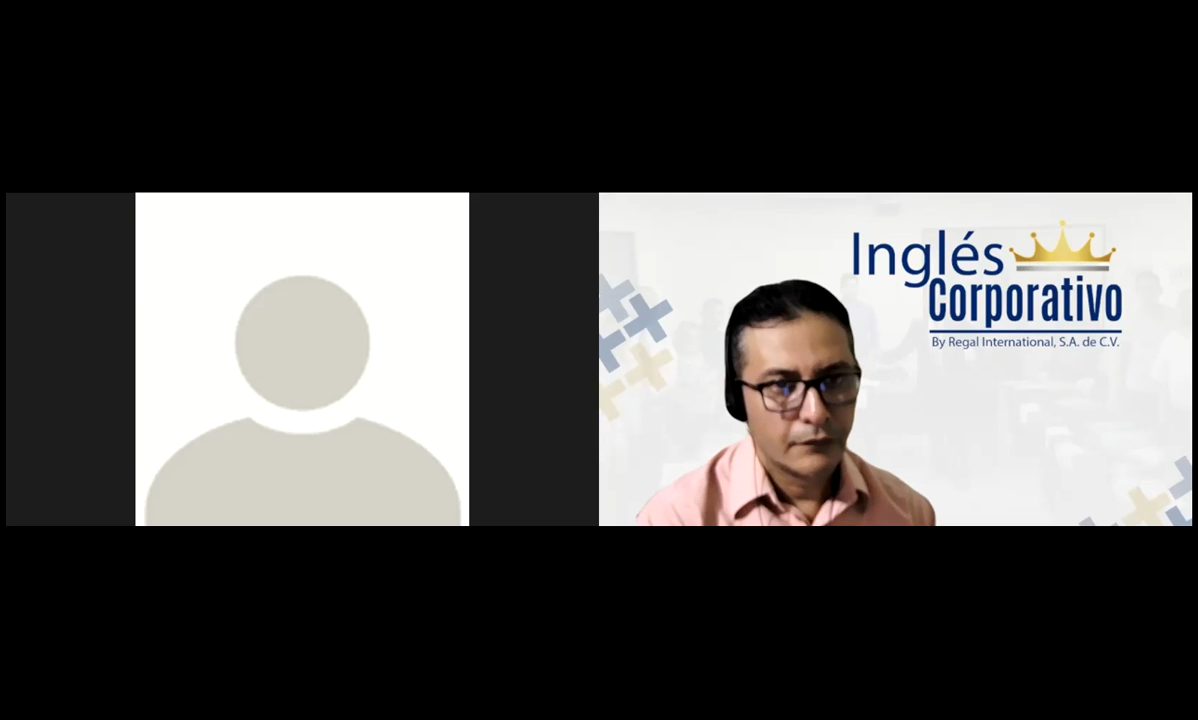 Inglés
Corporativo
By Regal International, S.A. de C.V.